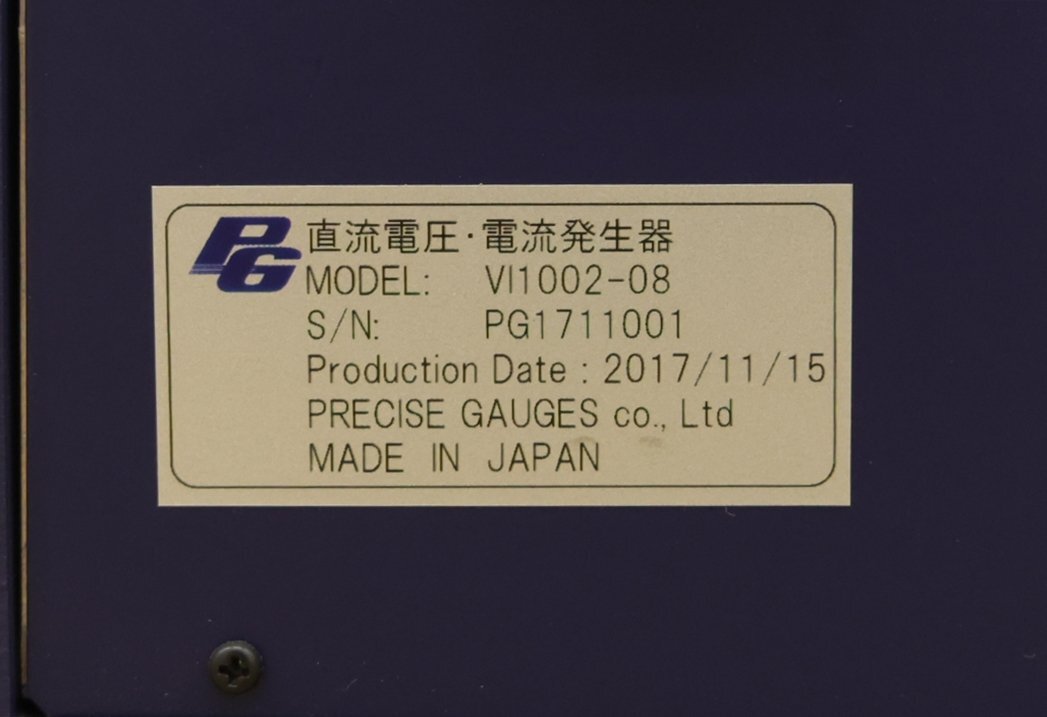 PG 直流電圧・電流発生器
MODEL: VI1002-08
S/N: PG1711001
Production Date : 2017/11/15
PRECISE GAUGES co., Ltd
MADE IN JAPAN